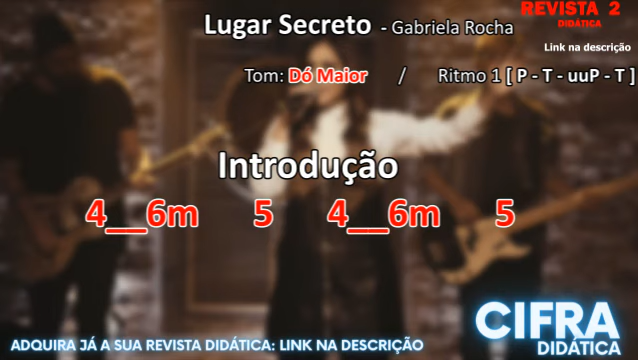 REVISTA 2
DIDÁTICA
Lugar Secreto - Gabriela Rocha
Link na descrição
Tom: Dó Maior / Ritmo 1 [ P - T - uuP - T ]
Introdução
4__6m 5 4__6m 5
CIFRA
DIDÁTICA
ADQUIRA JÁ A SUA REVISTA DIDÁTICA: LINK NA DESCRIÇÃO